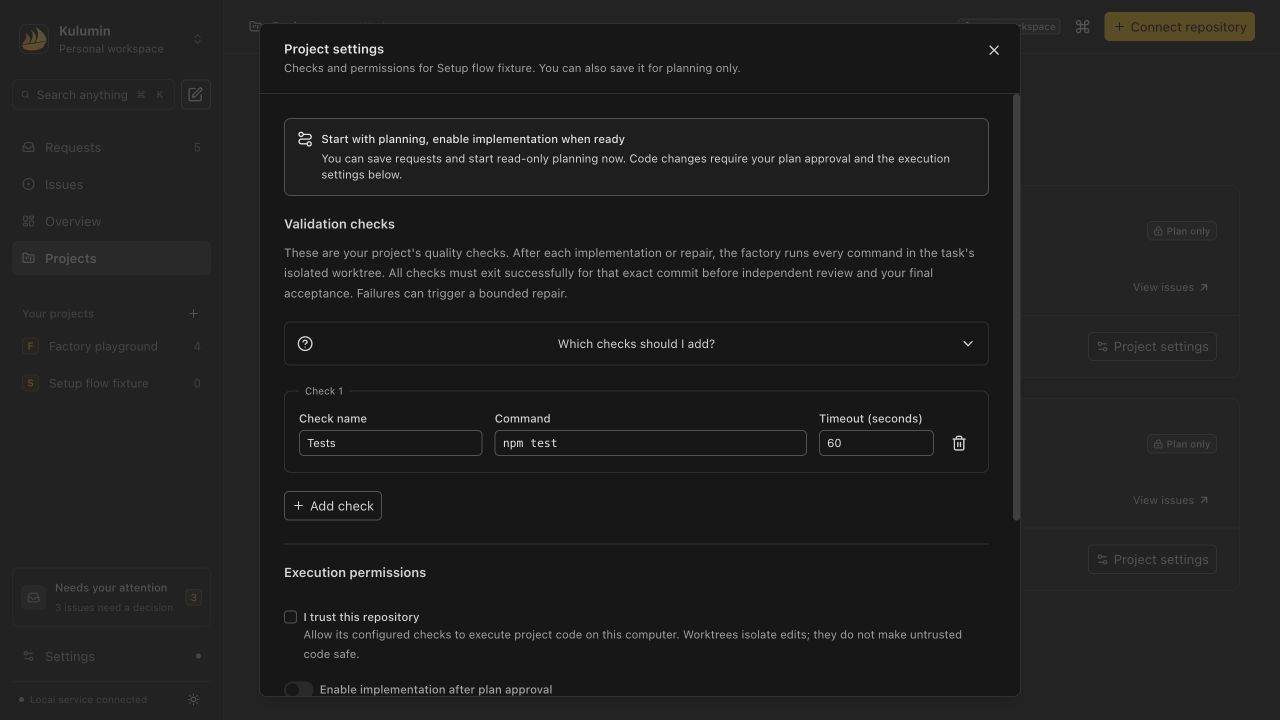 Kulumin
Personal workspace
Search anything ⌘ K
Requests 5
Issues
Overview
Projects
Your projects
F Factory playground 4
S Setup flow fixture 0
Needs your attention
3 issues need a decision
3
Settings
Local service connected
Connect repository
Project settings
Checks and permissions for Setup flow fixture. You can also save it for planning only.
Start with planning, enable implementation when ready
You can save requests and start read-only planning now. Code changes require your plan approval and the execution
settings below.
Validation checks
These are your project's quality checks. After each implementation or repair, the factory runs every command in the task's
isolated worktree. All checks must exit successfully for that exact commit before independent review and your final
acceptance. Failures can trigger a bounded repair.
Which checks should I add?
Check 1
Check name Command Timeout (seconds)
Tests npm test 60
Add check
Execution permissions
I trust this repository
Allow its configured checks to execute project code on this computer. Worktrees isolate edits; they do not make untrusted
code safe.
Enable implementation after plan approval
Plan only
View issues
Project settings
Plan only
View issues
Project settings